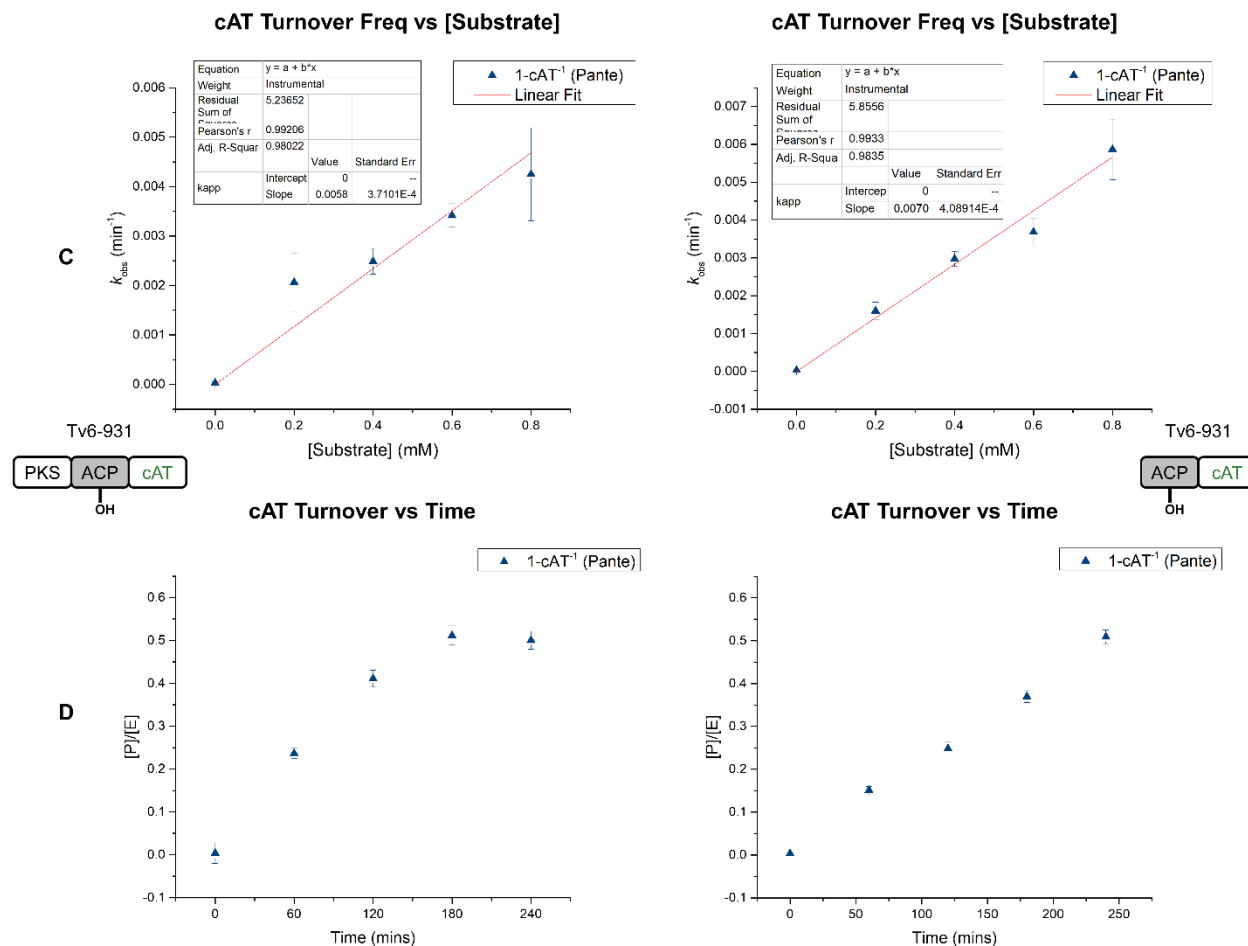 cAT Turnover Freq vs [Substrate]
Equation y = a + b*x
Weight Instrumental
Residual Sum of 5.23652
Pearson's r 0.99206
Adj. R-Squar 0.98022
Value Standard Err
kapp Intercept 0 --
Slope 0.0058 3.7101E-4
1-cAT⁻¹ (Pante)
Linear Fit
0.006
0.005
0.004
0.003
0.002
0.001
0.000
k_obs (min⁻¹)
0.0 0.2 0.4 0.6 0.8
[Substrate] (mM)
C
cAT Turnover Freq vs [Substrate]
Equation y = a + b*x
Weight Instrumental
Residual Sum of 5.8556
Pearson's r 0.9933
Adj. R-Squa 0.9835
Value Standard Err
kapp Intercep 0 --
Slope 0.0070 4.08914E-4
1-cAT⁻¹ (Pante)
Linear Fit
0.007
0.006
0.005
0.004
0.003
0.002
0.001
0.000
-0.001
k_obs (min⁻¹)
0.0 0.2 0.4 0.6 0.8
[Substrate] (mM)
Tv6-931
PKS ACP cAT
OH
Tv6-931
ACP cAT
OH
cAT Turnover vs Time
1-cAT⁻¹ (Pante)
0.6
0.5
0.4
0.3
0.2
0.1
0.0
-0.1
[P]/[E]
0 60 120 180 240
Time (mins)
D
cAT Turnover vs Time
1-cAT⁻¹ (Pante)
0.6
0.5
0.4
0.3
0.2
0.1
0.0
-0.1
[P]/[E]
0 50 100 150 200 250
Time (mins)